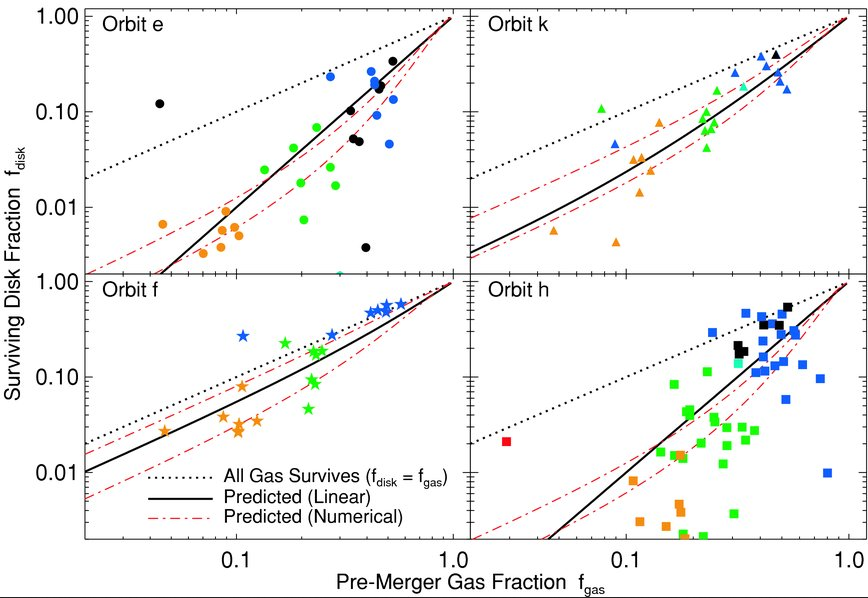 Orbit e
Orbit k
1.00
0.10
0.01
Orbit f
Orbit h
1.00
0.10
0.01
All Gas Survives (f_disk = f_gas)
Predicted (Linear)
Predicted (Numerical)
0.1
1.0
0.1
1.0
Surviving Disk Fraction f_disk
Pre-Merger Gas Fraction f_gas